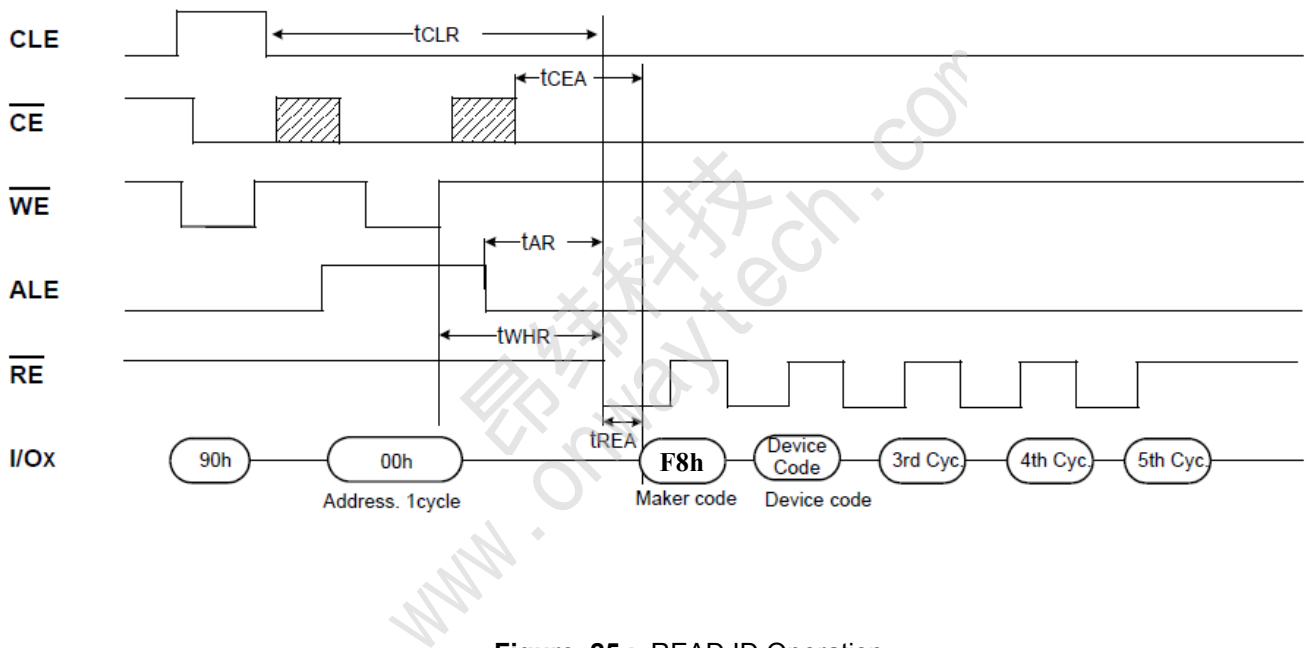 CLE
tCLR
tCEA
CE
WE
tAR
ALE
tWHR
RE
tREA
I/Ox
90h
00h
F8h
Device
Code
3rd Cyc.
4th Cyc.
5th Cyc.
Address. 1cycle
Maker code
Device code
昂纬科技
www.onwaytech.com
Figure 25 : READ ID Operation